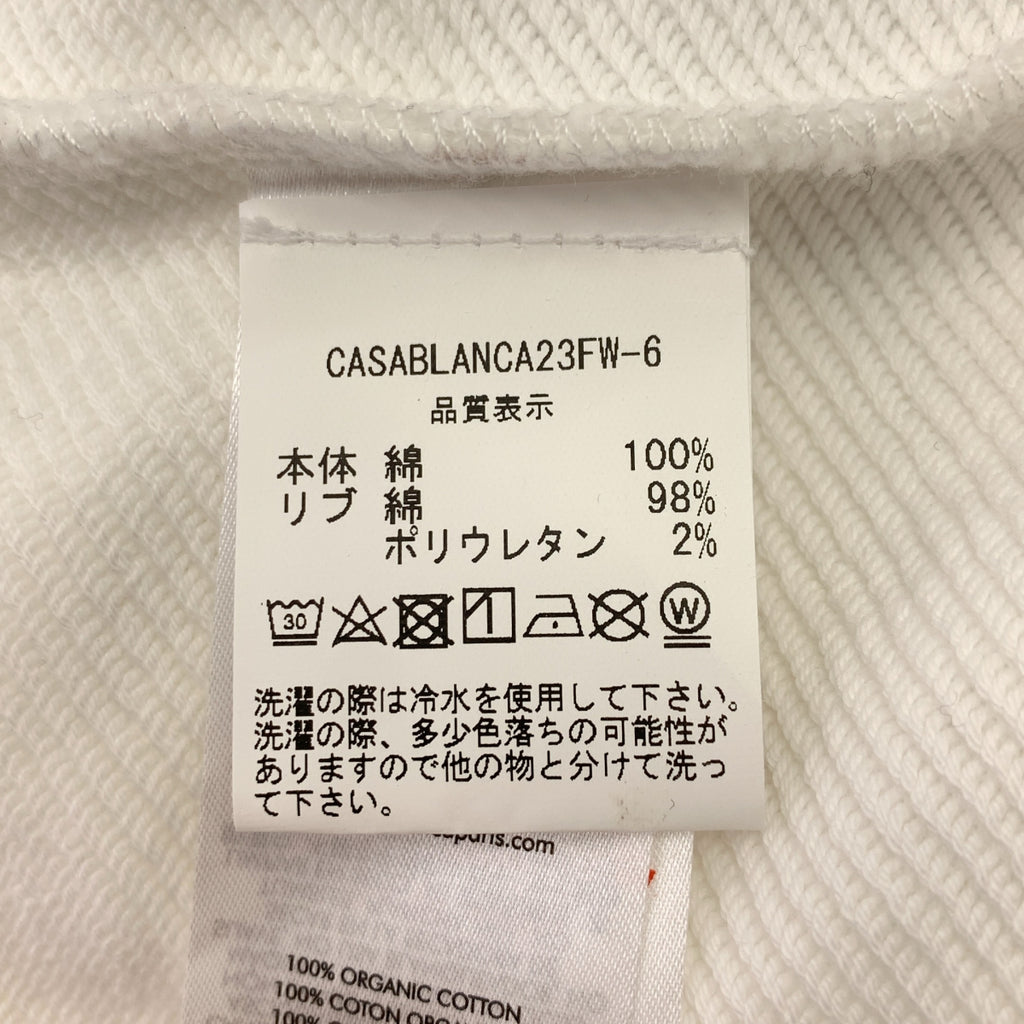 CASABLANCA23FW-6
品質表示
本体 綿 100%
リブ 綿 98%
ポリウレタン 2%
30 W
洗濯の際は冷水を使用して下さい。
洗濯の際、多少色落ちの可能性が
ありますので他の物と分けて洗っ
て下さい。
100% ORGANIC COTTON
100% COTON
100%